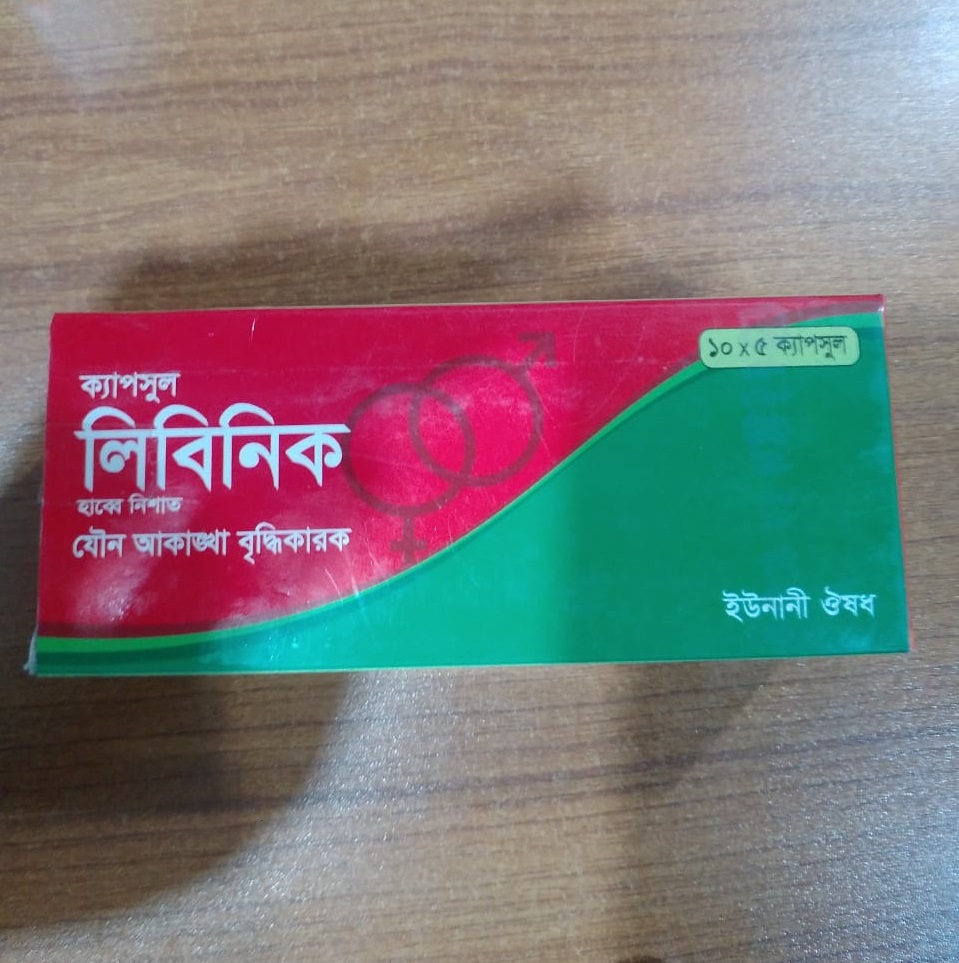 ১০ x ৫ ক্যাপসুল
ক্যাপসুল
লিবিনিক
হাব্বে নিশাত
যৌন আকাঙ্খা বৃদ্ধিকারক
ইউনানী ঔষধ